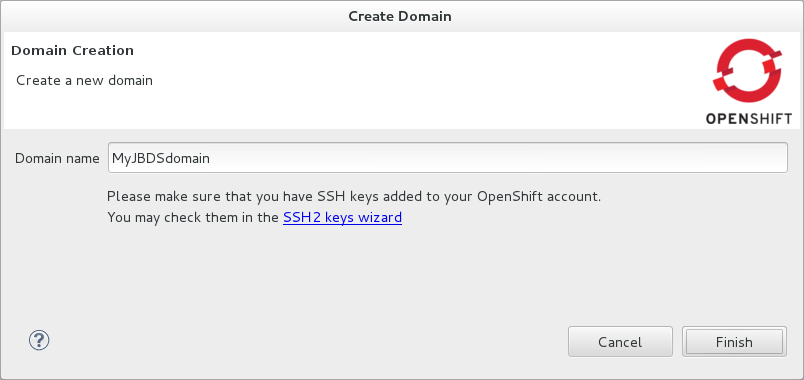 Create Domain
Domain Creation
Create a new domain
OPENSHIFT
Domain name MyJBDSdomain
Please make sure that you have SSH keys added to your OpenShift account.
You may check them in the SSH2 keys wizard
?
Cancel Finish